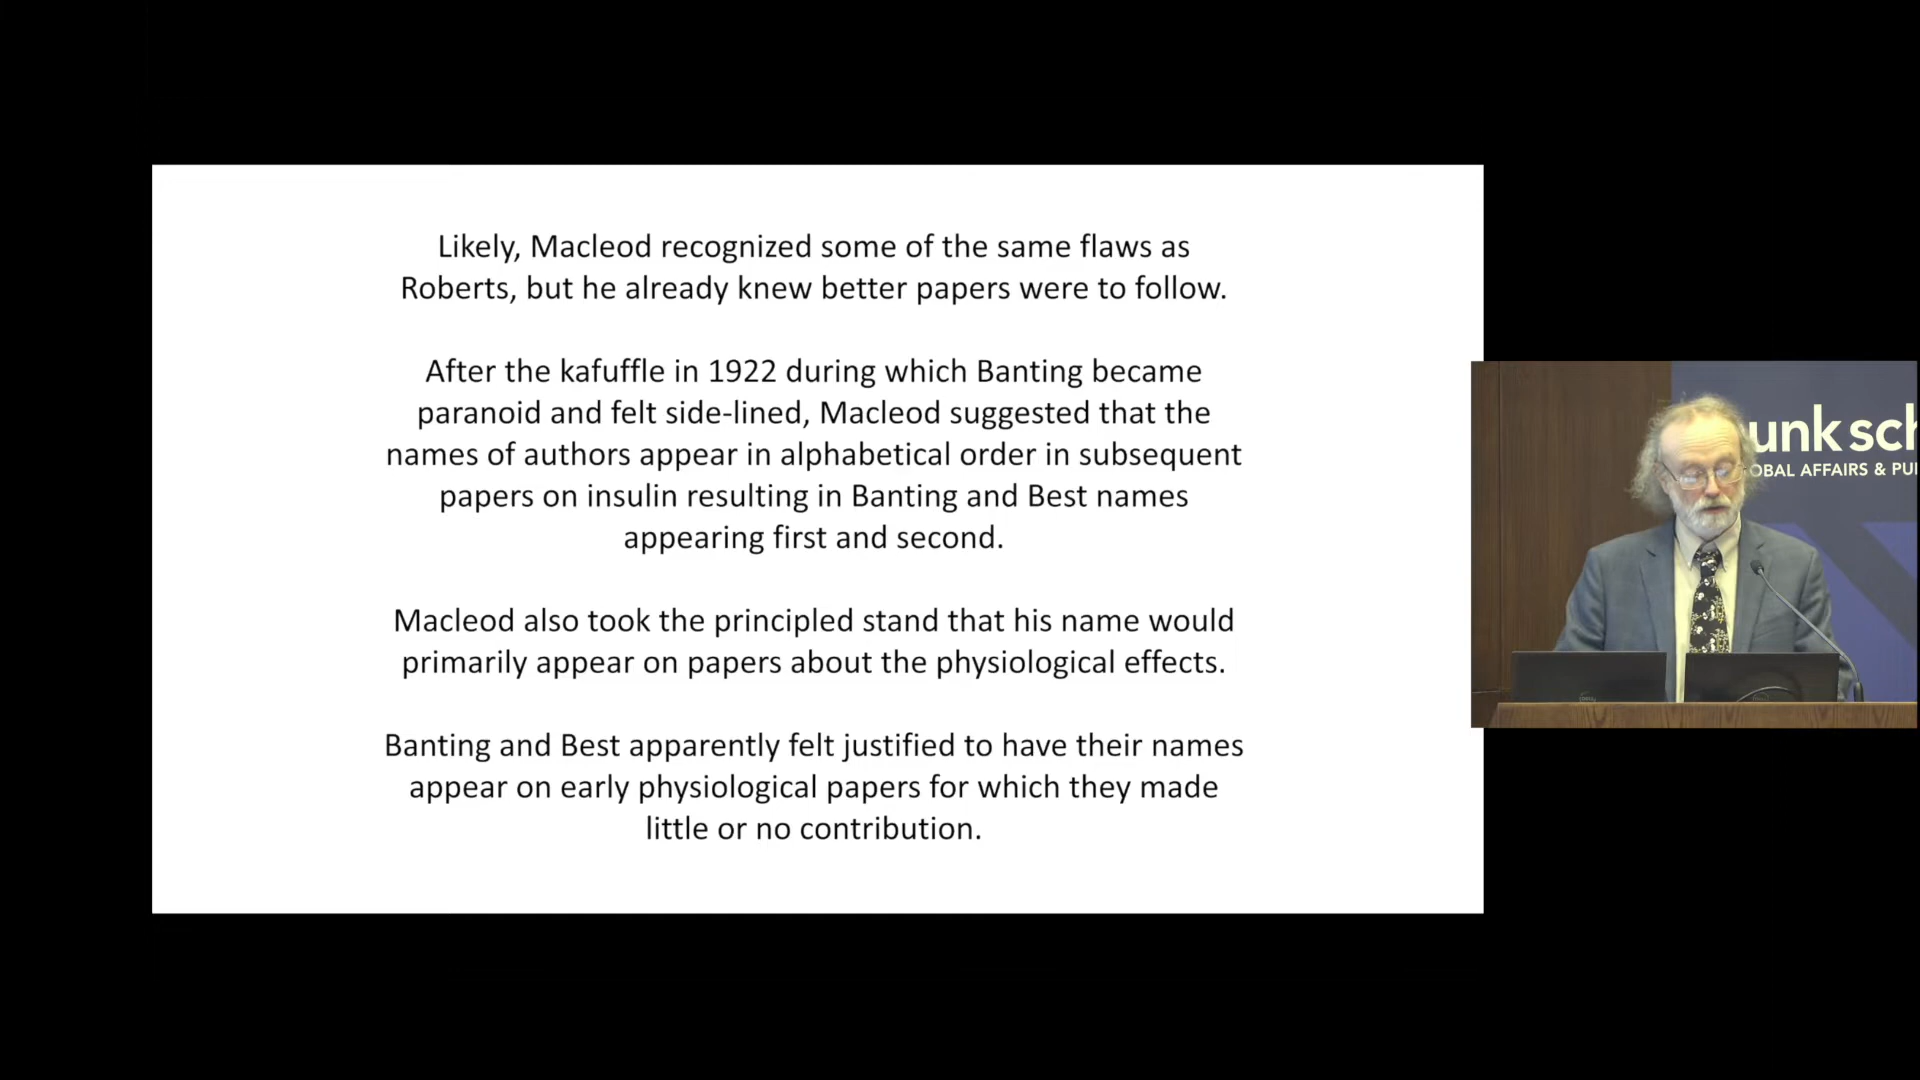 Likely, Macleod recognized some of the same flaws as
Roberts, but he already knew better papers were to follow.
After the kafuffle in 1922 during which Banting became
paranoid and felt side-lined, Macleod suggested that the
names of authors appear in alphabetical order in subsequent
papers on insulin resulting in Banting and Best names
appearing first and second.
Macleod also took the principled stand that his name would
primarily appear on papers about the physiological effects.
Banting and Best apparently felt justified to have their names
appear on early physiological papers for which they made
little or no contribution.
unk sch
OBAL AFFAIRS & PU